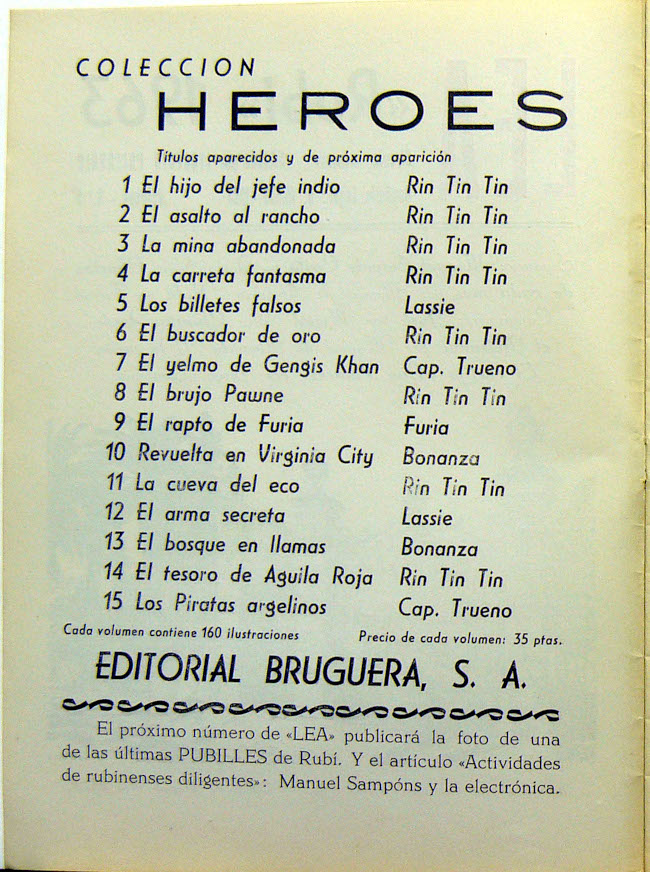 COLECCION
HEROES
Títulos aparecidos y de próxima aparición
1 El hijo del jefe indio Rin Tin Tin
2 El asalto al rancho Rin Tin Tin
3 La mina abandonada Rin Tin Tin
4 La carreta fantasma Rin Tin Tin
5 Los billetes falsos Lassie
6 El buscador de oro Rin Tin Tin
7 El yelmo de Gengis Khan Cap. Trueno
8 El brujo Pawne Rin Tin Tin
9 El rapto de Furia Furia
10 Revuelta en Virginia City Bonanza
11 La cueva del eco Rin Tin Tin
12 El arma secreta Lassie
13 El bosque en llamas Bonanza
14 El tesoro de Aguila Roja Rin Tin Tin
15 Los Piratas argelinos Cap. Trueno
Cada volumen contiene 160 ilustraciones Precio de cada volumen: 35 ptas.
EDITORIAL BRUGUERA, S. A.
El próximo número de «LEA» publicará la foto de una
de las últimas PUBILLES de Rubí. Y el artículo «Actividades
de rubinenses diligentes»: Manuel Sampóns y la electrónica.